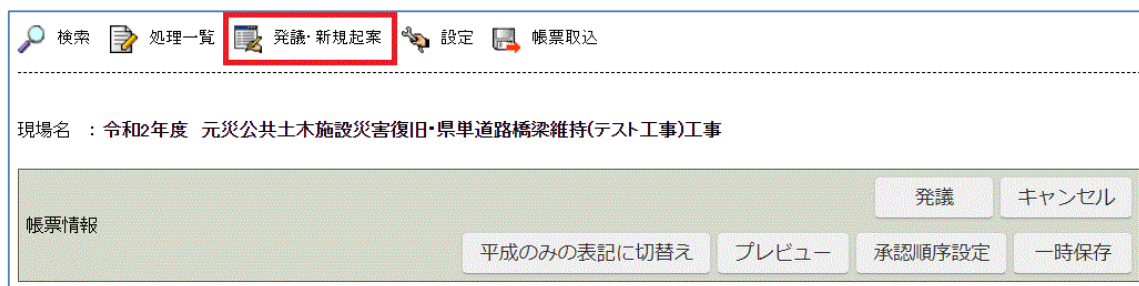 検索 処理一覧 発議・新規起案 設定 帳票取込
現場名 ：令和2年度 元災公共土木施設災害復旧・県単道路橋梁維持(テスト工事)工事
発議 キャンセル
帳票情報
平成のみの表記に切替え プレビュー 承認順序設定 一時保存